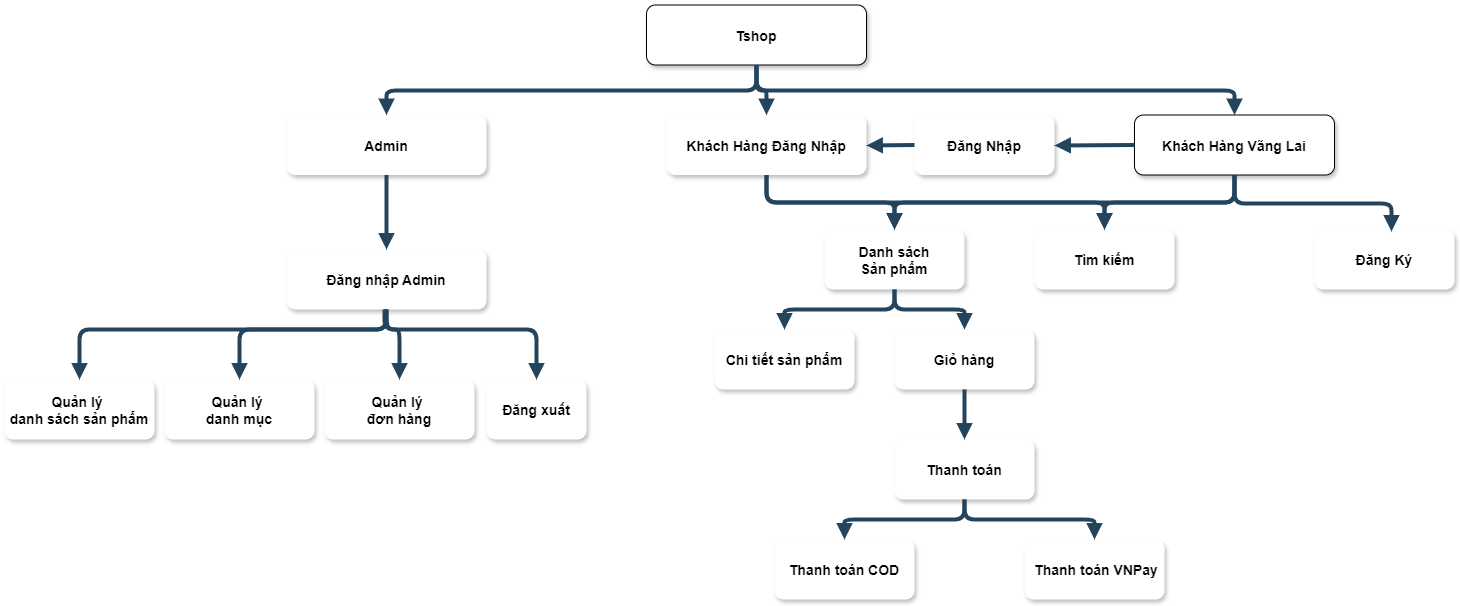 Tshop
Admin
Khách Hàng Đăng Nhập
Đăng Nhập
Khách Hàng Vãng Lai
Danh sách
Sản phẩm
Tìm kiếm
Đăng Ký
Đăng nhập Admin
Chi tiết sản phẩm
Giỏ hàng
Quản lý
danh sách sản phẩm
Quản lý
danh mục
Quản lý
đơn hàng
Đăng xuất
Thanh toán
Thanh toán COD
Thanh toán VNPay